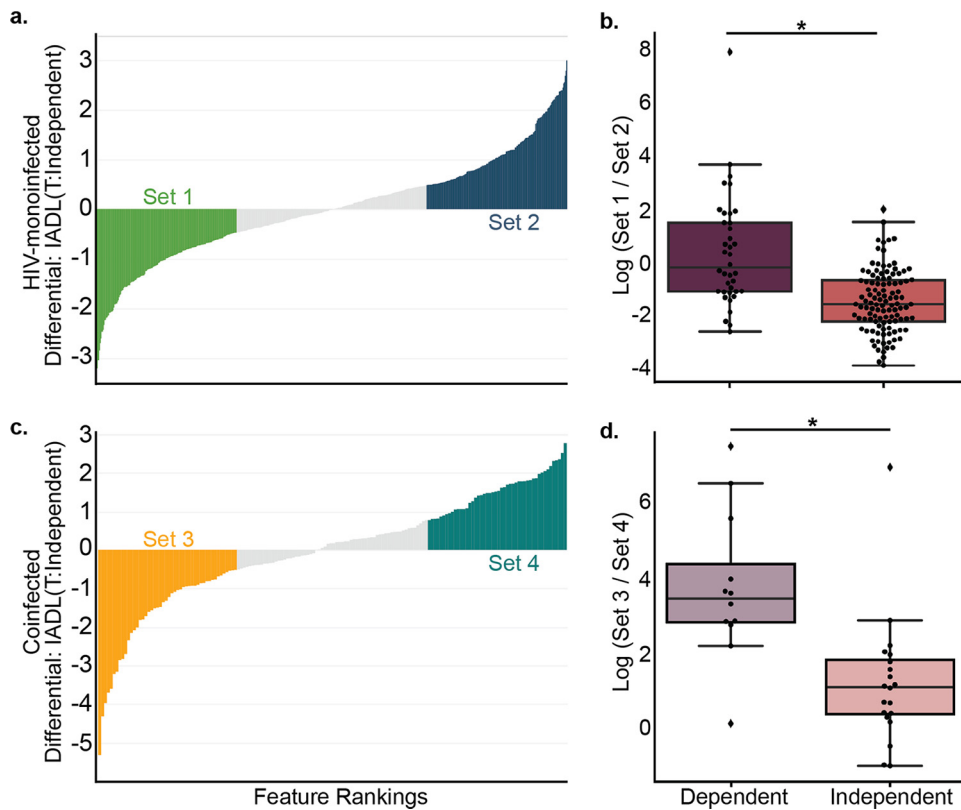 a.
HIV-monoinfected
Differential: IADL(T:Independent)
3
2
1
0
-1
-2
-3
Set 1
Set 2
b.
*
Log (Set 1 / Set 2)
8
6
4
2
0
-2
-4
c.
Coinfected
Differential: IADL(T:Independent)
3
2
1
0
-1
-2
-3
-4
-5
Set 3
Set 4
Feature Rankings
d.
*
Log (Set 3 / Set 4)
6
4
2
0
Dependent Independent